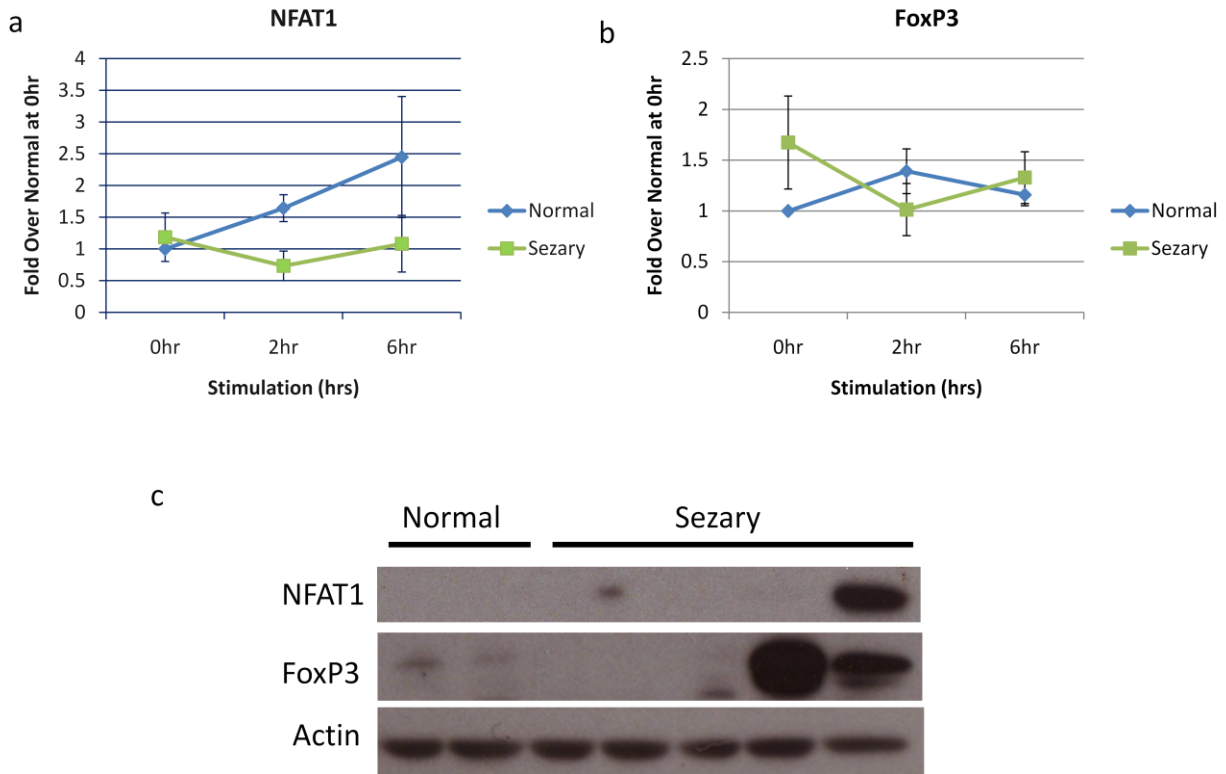 a
NFAT1
Fold Over Normal at 0hr
4
3.5
3
2.5
2
1.5
1
0.5
0
0hr 2hr 6hr
Stimulation (hrs)
Normal
Sezary
b
FoxP3
Fold Over Normal at 0hr
2.5
2
1.5
1
0.5
0
0hr 2hr 6hr
Stimulation (hrs)
Normal
Sezary
c
Normal Sezary
NFAT1
FoxP3
Actin